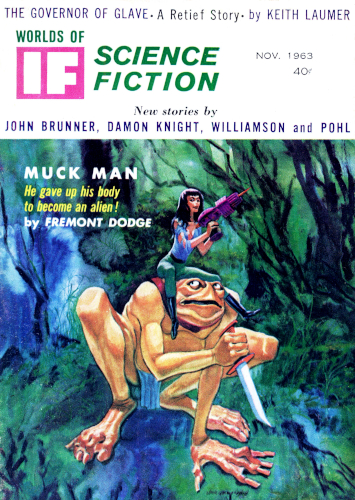 THE GOVERNOR OF GLAVE • A Retief Story • by KEITH LAUMER
WORLDS OF
IF SCIENCE
FICTION
NOV. 1963
40¢
New stories by
JOHN BRUNNER, DAMON KNIGHT, WILLIAMSON and POHL
MUCK MAN
He gave up his body
to become an alien!
by FREMONT DODGE